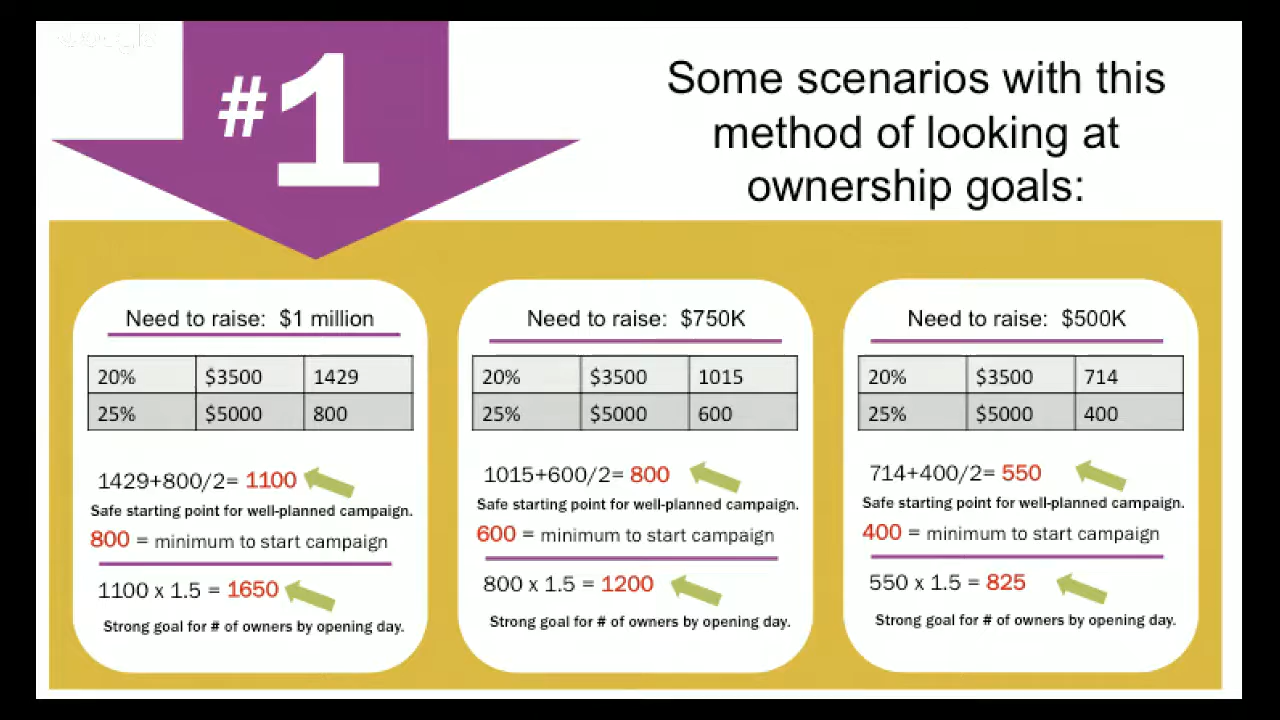 #1
Some scenarios with this
method of looking at
ownership goals:
Need to raise: $1 million
20% $3500 1429
25% $5000 800
1429+800/2= 1100
Safe starting point for well-planned campaign.
800 = minimum to start campaign
1100 x 1.5 = 1650
Strong goal for # of owners by opening day.
Need to raise: $750K
20% $3500 1015
25% $5000 600
1015+600/2= 800
Safe starting point for well-planned campaign.
600 = minimum to start campaign
800 x 1.5 = 1200
Strong goal for # of owners by opening day.
Need to raise: $500K
20% $3500 714
25% $5000 400
714+400/2= 550
Safe starting point for well-planned campaign.
400 = minimum to start campaign
550 x 1.5 = 825
Strong goal for # of owners by opening day.